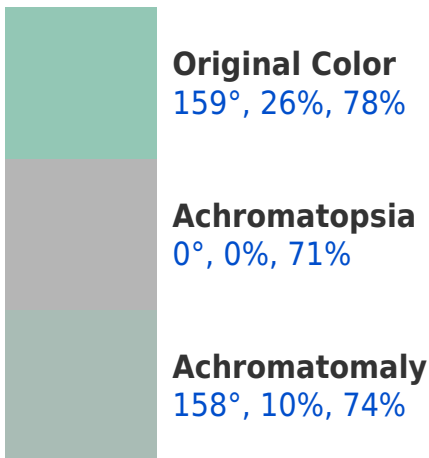 Original Color
159°, 26%, 78%
Achromatopsia
0°, 0%, 71%
Achromatomaly
158°, 10%, 74%